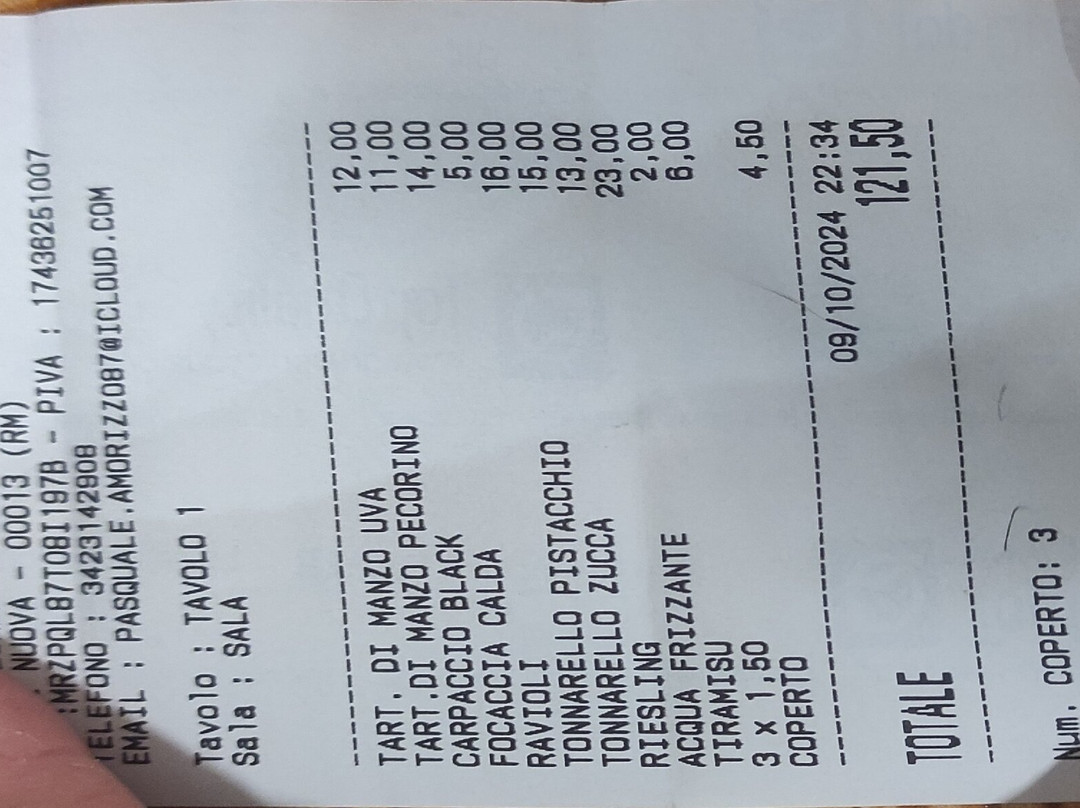 NUOVA - 00013 (RM)
:MRZPQL87T08I197B - PIVA : 17436251007
TELEFONO : 3423142908
EMAIL : PASQUALE.AMORIZZO87@ICLOUD.COM
Tavolo : TAVOLO 1
Sala : SALA
TART. DI MANZO UVA 12,00
TART.DI MANZO PECORINO 11,00
CARPACCIO BLACK 14,00
FOCACCIA CALDA 5,00
RAVIOLI 16,00
TONNARELLO PISTACCHIO 15,00
TONNARELLO ZUCCA 13,00
RIESLING 23,00
ACQUA FRIZZANTE 2,00
TIRAMISU 6,00
3 x 1,50
COPERTO 4,50
09/10/2024 22:34
TOTALE 121,50
Num. COPERTO: 3